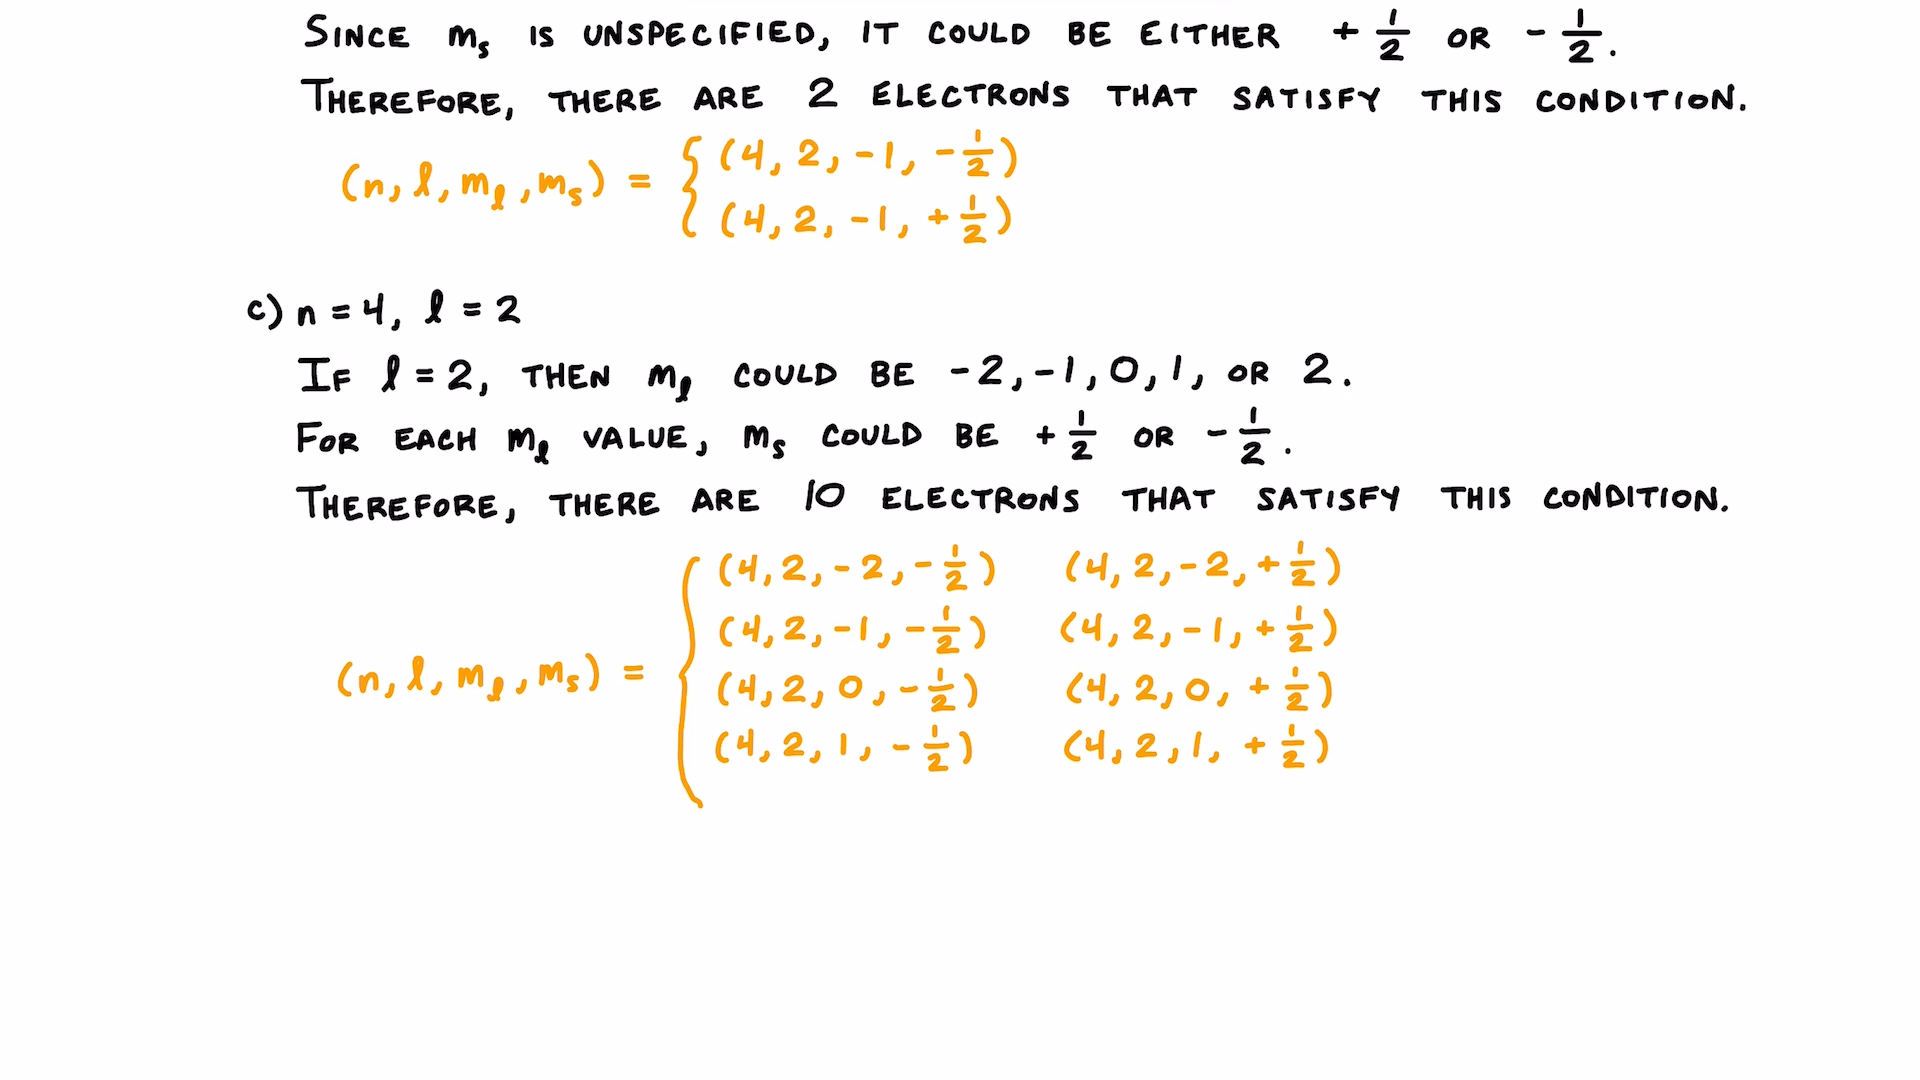 SINCE mₛ IS UNSPECIFIED, IT COULD BE EITHER + 1/2 OR - 1/2.
THEREFORE, THERE ARE 2 ELECTRONS THAT SATISFY THIS CONDITION.
(n, ℓ, m_ℓ, mₛ) = { (4, 2, -1, -1/2)
(4, 2, -1, +1/2)
c) n = 4, ℓ = 2
IF ℓ = 2, THEN m_ℓ COULD BE -2, -1, 0, 1, OR 2.
FOR EACH m_ℓ VALUE, mₛ COULD BE + 1/2 OR - 1/2.
THEREFORE, THERE ARE 10 ELECTRONS THAT SATISFY THIS CONDITION.
(n, ℓ, m_ℓ, mₛ) = { (4, 2, -2, -1/2) (4, 2, -2, +1/2)
(4, 2, -1, -1/2) (4, 2, -1, +1/2)
(4, 2, 0, -1/2) (4, 2, 0, +1/2)
(4, 2, 1, -1/2) (4, 2, 1, +1/2)